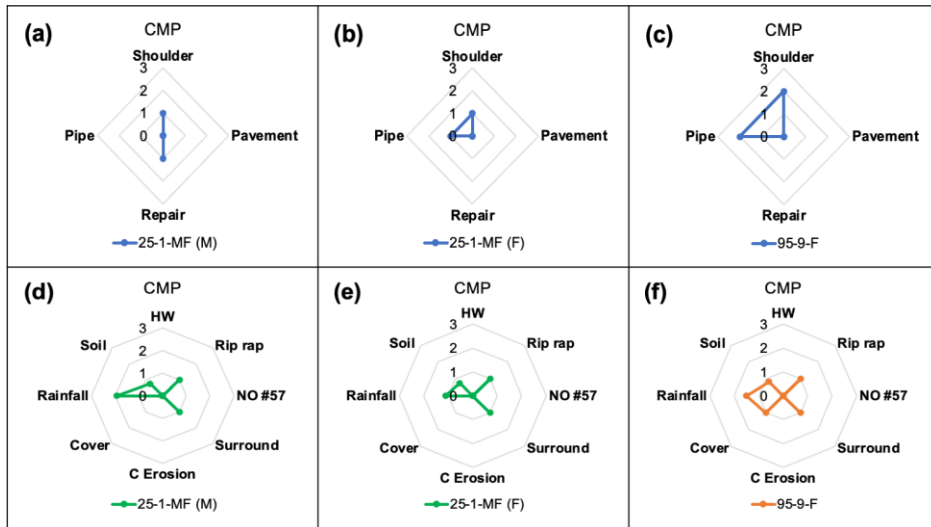 (a)
CMP
Shoulder
3
2
1
0
Pipe
Pavement
Repair
25-1-MF (M)
(b)
CMP
Shoulder
3
2
1
0
Pipe
Pavement
Repair
25-1-MF (F)
(c)
CMP
Shoulder
3
2
1
0
Pipe
Pavement
Repair
95-9-F
(d)
CMP
HW
3
2
1
0
Soil
Rip rap
Rainfall
NO #57
Cover
Surround
C Erosion
25-1-MF (M)
(e)
CMP
HW
3
2
1
0
Soil
Rip rap
Rainfall
NO #57
Cover
Surround
C Erosion
25-1-MF (F)
(f)
CMP
HW
3
2
1
0
Soil
Rip rap
Rainfall
NO #57
Cover
Surround
C Erosion
95-9-F